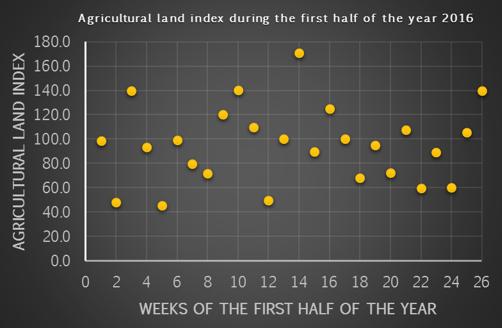 Agricultural land index during the first half of the year 2016
180.0
160.0
140.0
120.0
100.0
80.0
60.0
40.0
20.0
0.0
AGRICULTURAL LAND INDEX
0 2 4 6 8 10 12 14 16 18 20 22 24 26
WEEKS OF THE FIRST HALF OF THE YEAR